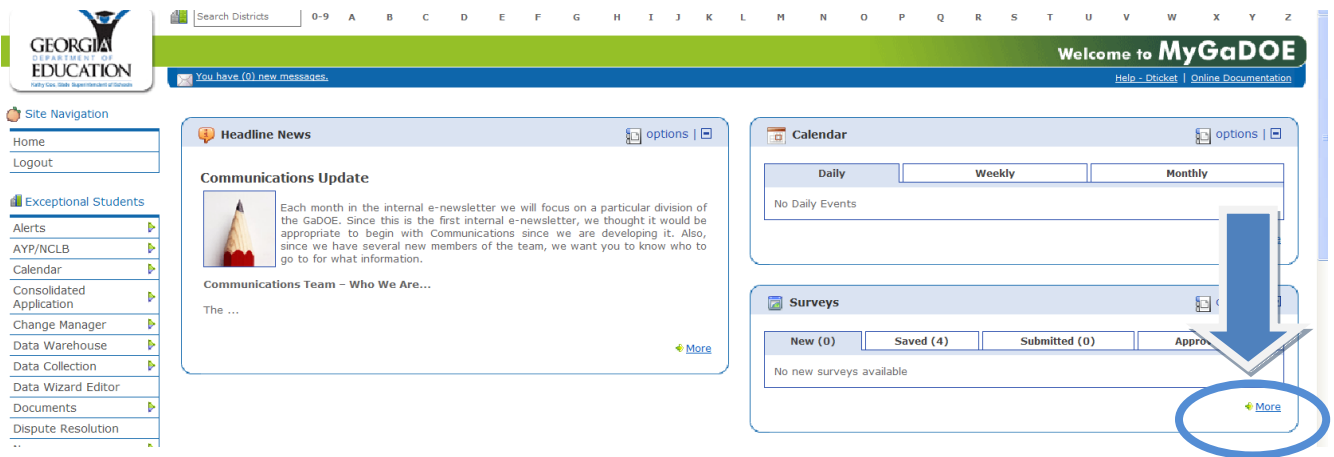 Search Districts 0-9 A B C D E F G H I J K L M N O P Q R S T U V W X Y Z
GEORGIA
DEPARTMENT OF
EDUCATION
Kathy Cox, State Superintendent of Schools
Welcome to MyGaDOE
You have (0) new messages.
Help - Dticket | Online Documentation
Site Navigation
Home
Logout
Exceptional Students
Alerts
AYP/NCLB
Calendar
Consolidated
Application
Change Manager
Data Warehouse
Data Collection
Data Wizard Editor
Documents
Dispute Resolution
Headline News options |
Communications Update
Each month in the internal e-newsletter we will focus on a particular division of
the GaDOE. Since this is the first internal e-newsletter, we thought it would be
appropriate to begin with Communications since we are developing it. Also,
since we have several new members of the team, we want you to know who to
go to for what information.
Communications Team – Who We Are...
The ...
More
Calendar options |
Daily Weekly Monthly
No Daily Events
Surveys
New (0) Saved (4) Submitted (0)
No new surveys available
More